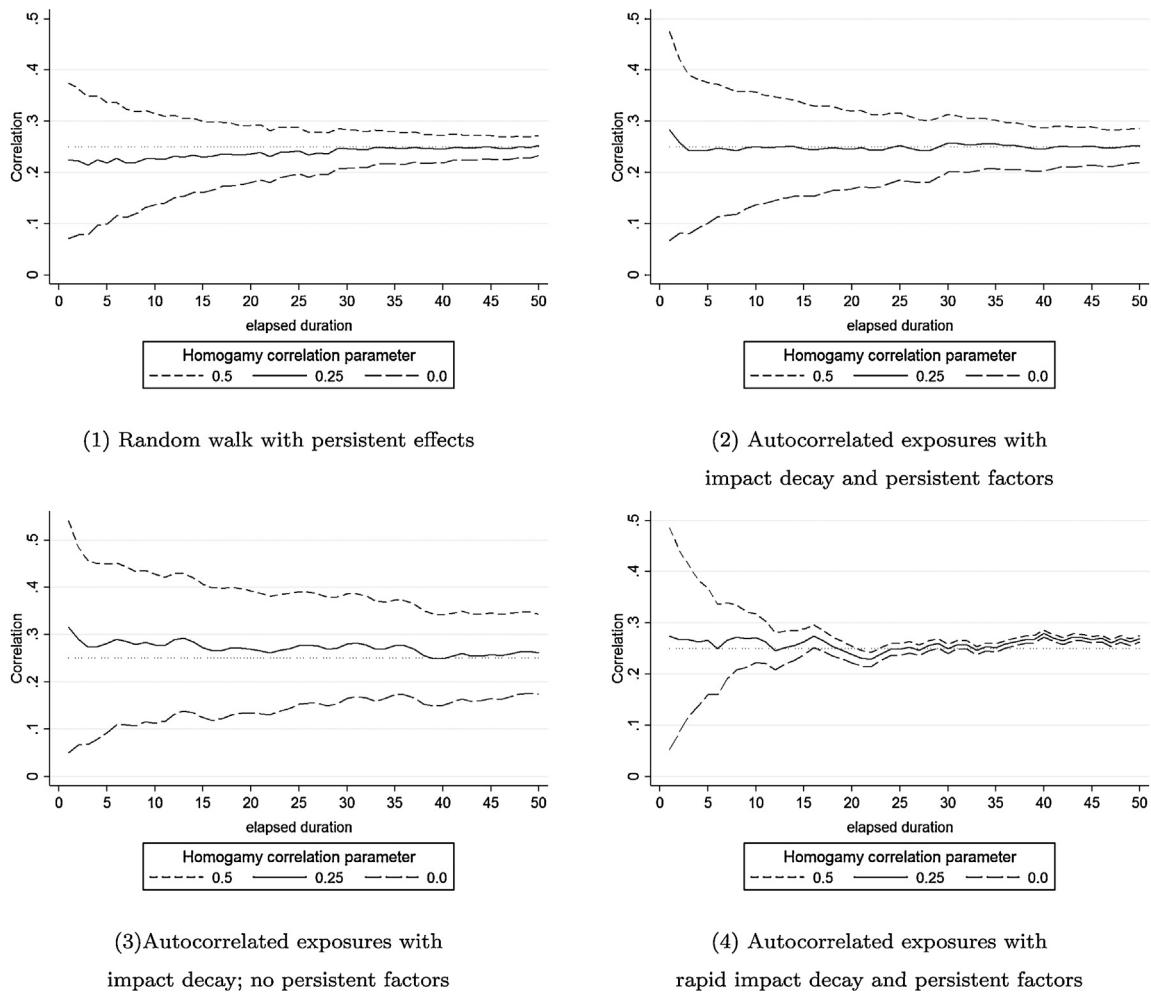 .5
.4
.3
.2
.1
0
Correlation
0 5 10 15 20 25 30 35 40 45 50
elapsed duration
Homogamy correlation parameter
0.5 0.25 0.0
(1) Random walk with persistent effects
.5
.4
.3
.2
.1
0
Correlation
0 5 10 15 20 25 30 35 40 45 50
elapsed duration
Homogamy correlation parameter
0.5 0.25 0.0
(2) Autocorrelated exposures with
impact decay and persistent factors
.5
.4
.3
.2
.1
0
Correlation
0 5 10 15 20 25 30 35 40 45 50
elapsed duration
Homogamy correlation parameter
0.5 0.25 0.0
(3)Autocorrelated exposures with
impact decay; no persistent factors
.5
.4
.3
.2
.1
0
Correlation
0 5 10 15 20 25 30 35 40 45 50
elapsed duration
Homogamy correlation parameter
0.5 0.25 0.0
(4) Autocorrelated exposures with
rapid impact decay and persistent factors